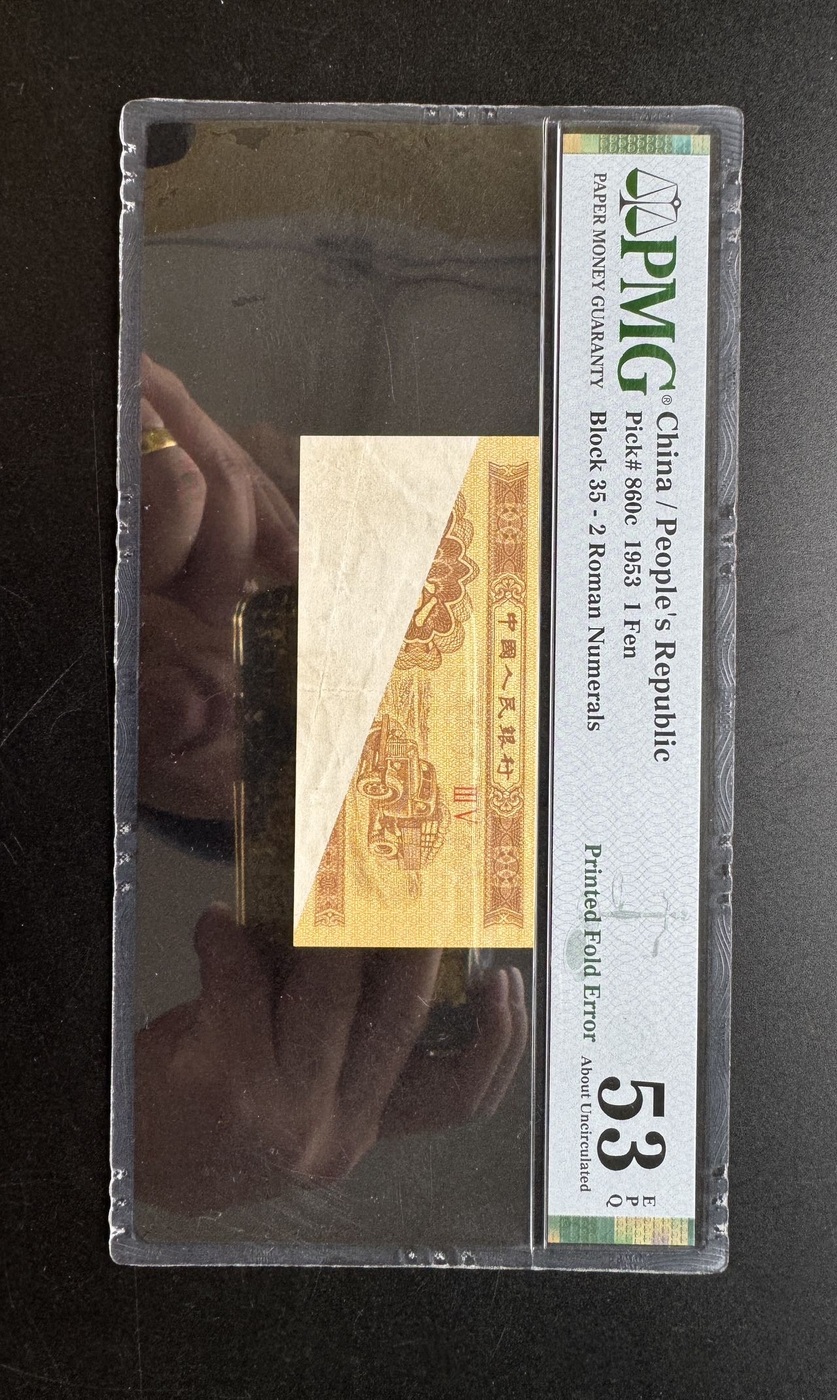 PMG®
PAPER MONEY GUARANTY
China / People's Republic
Pick# 860c 1953 1 Fen
Block 35 - 2 Roman Numerals
Printed Fold Error
53
About Uncirculated
E
P
Q
中國人民銀行
III V